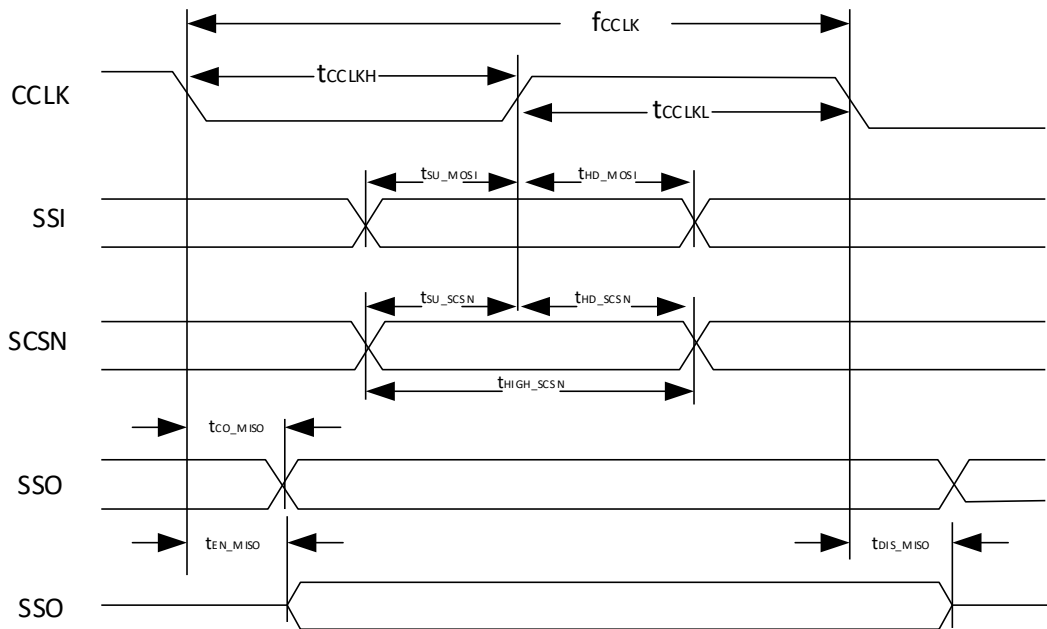 fCCLK
tCCLKH
CCLK
tCCLKL
tSU_MOSI
tHD_MOSI
SSI
tSU_SCSN
tHD_SCSN
SCSN
tHIGH_SCSN
tCO_MISO
SSO
tEN_MISO
tDIS_MISO
SSO